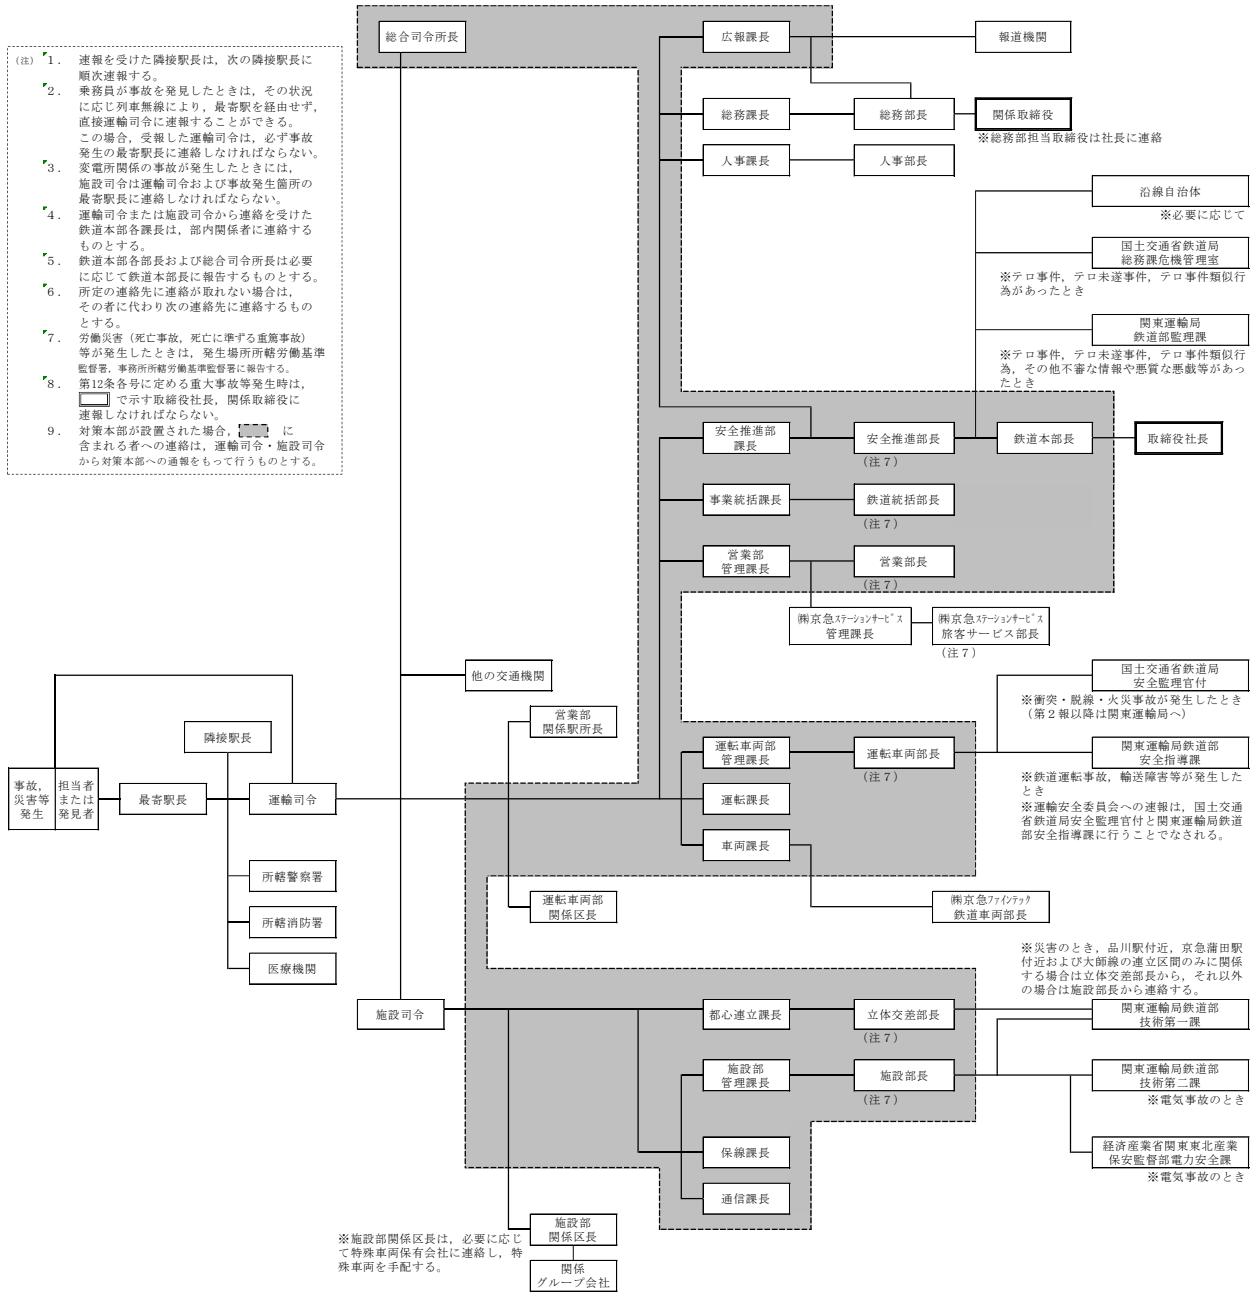 総合司令所長
広報課長
報道機関
(注) 1. 速報を受けた隣接駅長は，次の隣接駅長に
順次速報する。
2. 乗務員が事故を発見したときは，その状況
に応じ列車無線により，最寄駅を経由せず，
直接運輸司令に速報することができる。
この場合，受報した運輸司令は，必ず事故
発生の最寄駅長に連絡しなければならない。
3. 変電所関係の事故が発生したときには，
施設司令は運輸司令および事故発生箇所の
最寄駅長に連絡しなければならない。
4. 運輸司令または施設司令から連絡を受けた
鉄道本部各課長は，部内関係者に連絡する
ものとする。
5. 鉄道本部各部長および総合司令所長は必要
に応じて鉄道本部長に報告するものとする。
6. 所定の連絡先に連絡が取れない場合は，
その者に代わり次の連絡先に連絡するもの
とする。
7. 労働災害（死亡事故，死亡に準ずる重篤事故）
等が発生したときは，発生場所所轄労働基準
監督署，事務所所轄労働基準監督署に報告する。
8. 第12条各号に定める重大事故等発生時は，
で示す取締役社長，関係取締役に
速報しなければならない。
9. 対策本部が設置された場合， に
含まれる者への連絡は，運輸司令・施設司令
から対策本部への通報をもって行うものとする。
総務課長
総務部長
関係取締役
※総務部担当取締役は社長に連絡
人事課長
人事部長
沿線自治体
※必要に応じて
国土交通省鉄道局
総務課危機管理室
※テロ事件，テロ未遂事件，テロ事件類似行
為があったとき
関東運輸局
鉄道部監理課
※テロ事件，テロ未遂事件，テロ事件類似行
為，その他不審な情報や悪質な悪戯等があっ
たとき
安全推進部
課長
安全推進部長
(注７)
鉄道本部長
取締役社長
事業統括課長
鉄道統括部長
(注７)
営業部
管理課長
営業部長
(注７)
㈱京急ｽﾃｰｼｮﾝｻｰﾋﾞｽ
管理課長
㈱京急ｽﾃｰｼｮﾝｻｰﾋﾞｽ
旅客サービス部長
(注７)
他の交通機関
国土交通省鉄道局
安全監理官付
※衝突・脱線・火災事故が発生したとき
（第２報以降は関東運輸局へ）
営業部
関係駅所長
隣接駅長
運転車両部
管理課長
運転車両部長
(注７)
関東運輸局鉄道部
安全指導課
※鉄道運転事故，輸送障害等が発生した
とき
※運輸安全委員会への速報は，国土交通
省鉄道局安全監理官付と関東運輸局鉄道
部安全指導課に行うことでなされる。
事故，
災害等
発生
担当者
または
発見者
最寄駅長
運輸司令
運転課長
車両課長
所轄警察署
所轄消防署
医療機関
運転車両部
関係区長
㈱京急ﾌｧｲﾝﾃｯｸ
鉄道車両部長
※災害のとき，品川駅付近，京急蒲田駅
付近および大師線の連立区間のみに関係
する場合は立体交差部長から，それ以外
の場合は施設部長から連絡する。
施設司令
都心連立課長
立体交差部長
(注７)
関東運輸局鉄道部
技術第一課
施設部
管理課長
施設部長
(注７)
関東運輸局鉄道部
技術第二課
※電気事故のとき
保線課長
経済産業省関東東北産業
保安監督部電力安全課
※電気事故のとき
通信課長
施設部
関係区長
※施設部関係区長は，必要に応じ
て特殊車両保有会社に連絡し，特
殊車両を手配する。
関係
グループ会社